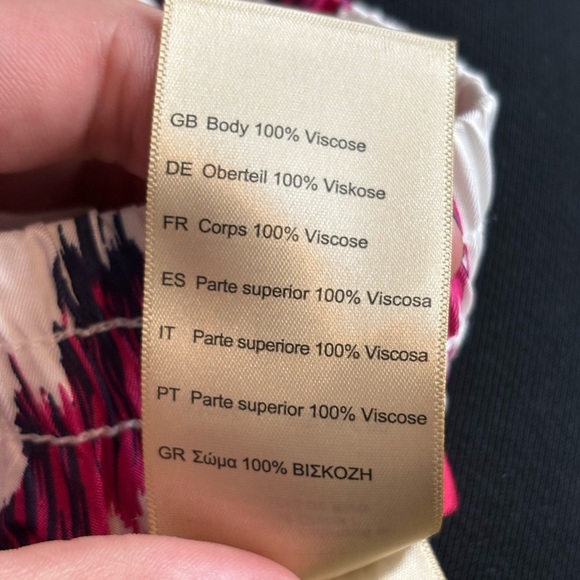 GB Body 100% Viscose
DE Oberteil 100% Viskose
FR Corps 100% Viscose
ES Parte superior 100% Viscosa
IT Parte superiore 100% Viscosa
PT Parte superior 100% Viscose
GR Σώμα 100% ΒΙΣΚΟΖΗ